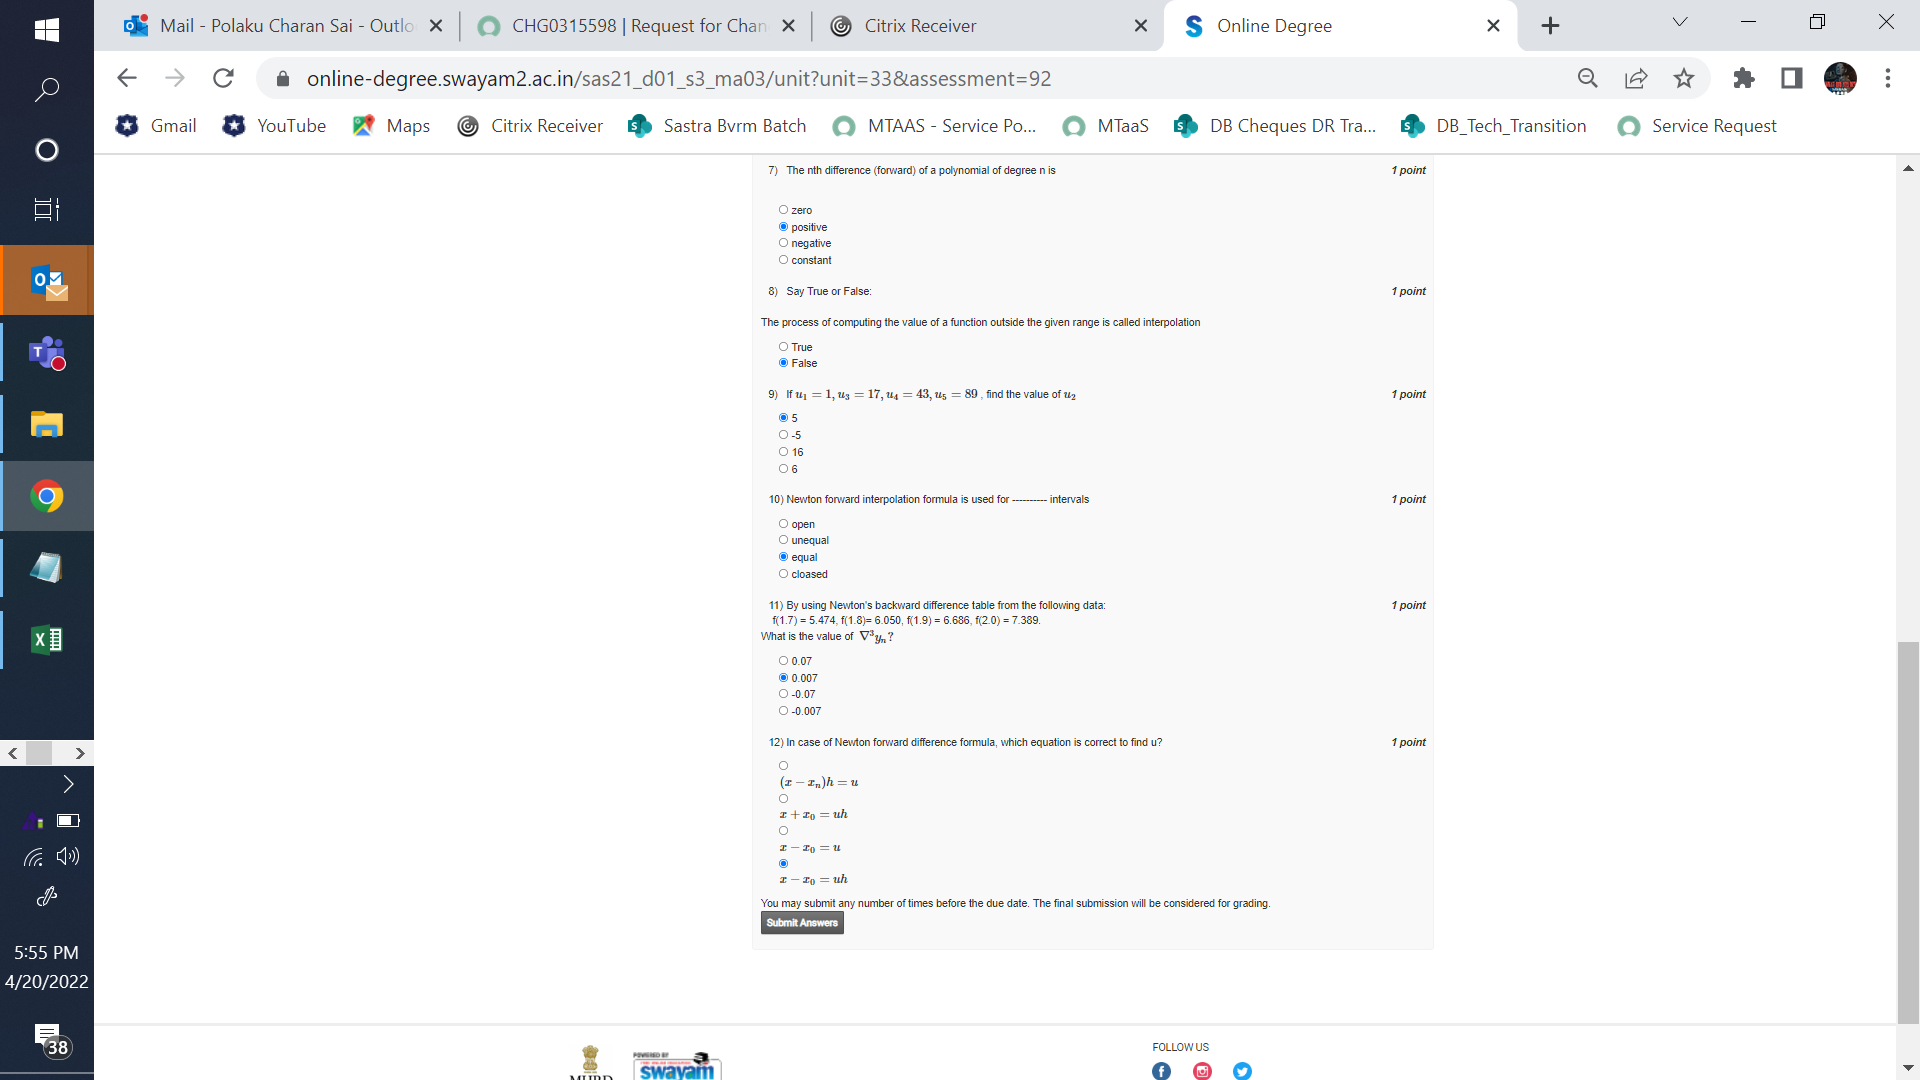 Mail - Polaku Charan Sai - Outlo
CHG0315598 | Request for Chan
Citrix Receiver
Online Degree
online-degree.swayam2.ac.in/sas21_d01_s3_ma03/unit?unit=33&assessment=92
Gmail
YouTube
Maps
Citrix Receiver
Sastra Bvrm Batch
MTAAS - Service Po...
MTaaS
DB Cheques DR Tra...
DB_Tech_Transition
Service Request
7) The nth difference (forward) of a polynomial of degree n is
1 point
zero
positive
negative
constant
8) Say True or False:
1 point
The process of computing the value of a function outside the given range is called interpolation
True
False
9) If u₁ = 1, u₃ = 17, u₄ = 43, u₅ = 89 , find the value of u₂
1 point
5
-5
16
6
10) Newton forward interpolation formula is used for ---------- intervals
1 point
open
unequal
equal
cloased
11) By using Newton's backward difference table from the following data:
1 point
f(1.7) = 5.474, f(1.8)= 6.050, f(1.9) = 6.686, f(2.0) = 7.389.
What is the value of ∇³yₙ?
0.07
0.007
-0.07
-0.007
12) In case of Newton forward difference formula, which equation is correct to find u?
1 point
(x − xₙ)h = u
x + x₀ = uh
x − x₀ = u
x − x₀ = uh
You may submit any number of times before the due date. The final submission will be considered for grading.
Submit Answers
5:55 PM
4/20/2022
38
MHRD
POWERED BY
swayam
FOLLOW US